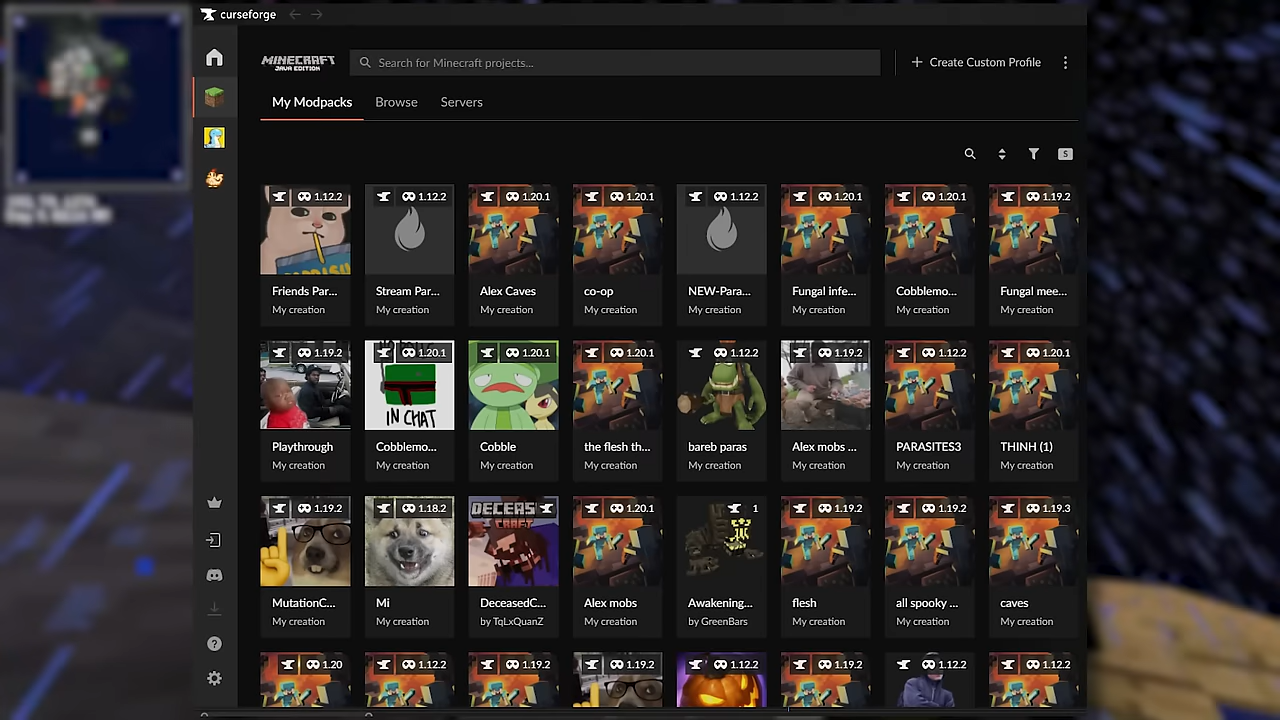 curseforge
MINECRAFT
JAVA EDITION
Search for Minecraft projects...
Create Custom Profile
My Modpacks Browse Servers
S
1.12.2 1.12.2 1.20.1 1.20.1 1.12.2 1.20.1 1.20.1 1.19.2
Friends Par... Stream Par... Alex Caves co-op NEW-Para... Fungal infe... Cobblemo... Fungal mee...
My creation My creation My creation My creation My creation My creation My creation My creation
1.19.2 1.20.1 1.20.1 1.20.1 1.12.2 1.19.2 1.12.2 1.20.1
IN CHAT
Playthrough Cobblemo... Cobble the flesh th... bareb paras Alex mobs ... PARASITES3 THINH (1)
My creation My creation My creation My creation My creation My creation My creation My creation
1.19.2 1.18.2 1.20.1 1 1.19.2 1.19.2 1.19.3
DECEAS
CRAFT
MutationC... Mi DeceasedC... Alex mobs Awakening... flesh all spooky ... caves
My creation My creation by TqLxQuanZ My creation by GreenBars My creation My creation My creation
1.20 1.12.2 1.19.2 1.19.2 1.12.2 1.19.2 1.12.2 1.12.2